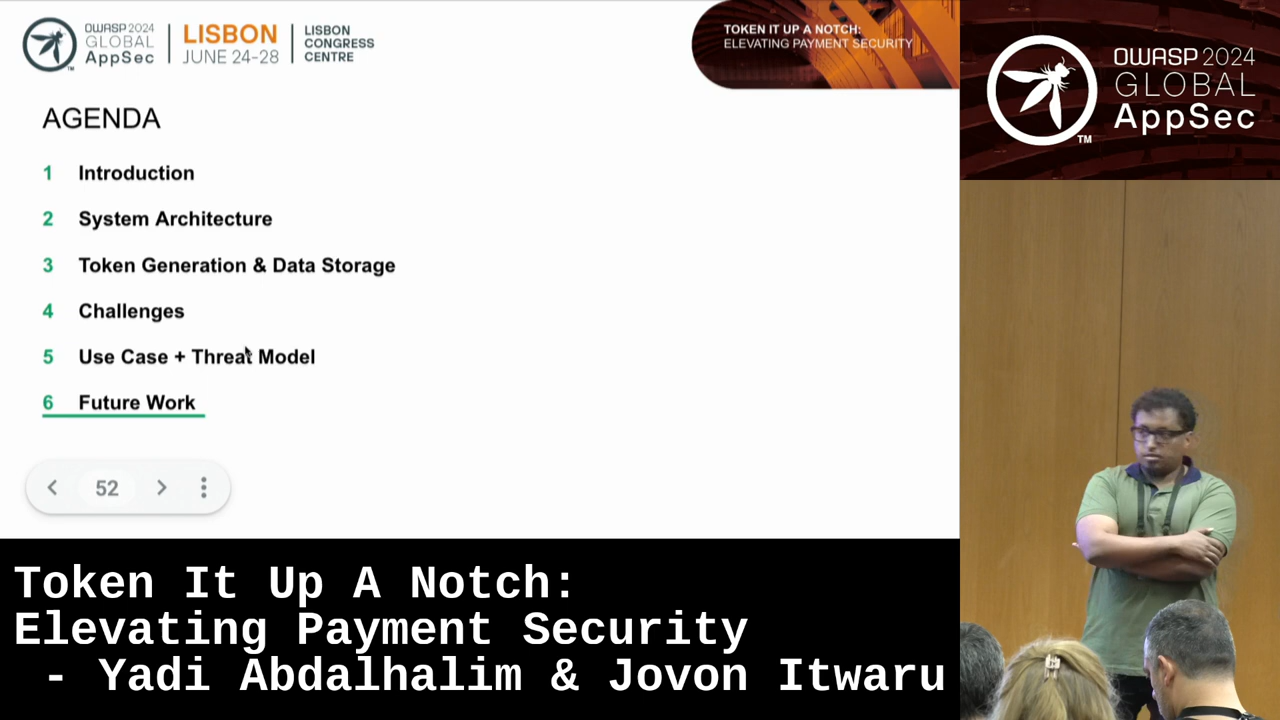 OWASP 2024
GLOBAL
AppSec
TM
LISBON
JUNE 24-28
LISBON
CONGRESS
CENTRE
TOKEN IT UP A NOTCH:
ELEVATING PAYMENT SECURITY
AGENDA
1 Introduction
2 System Architecture
3 Token Generation & Data Storage
4 Challenges
5 Use Case + Threat Model
6 Future Work
52
OWASP 2024
GLOBAL
AppSec
TM
Token It Up A Notch:
Elevating Payment Security
- Yadi Abdalhalim & Jovon Itwaru